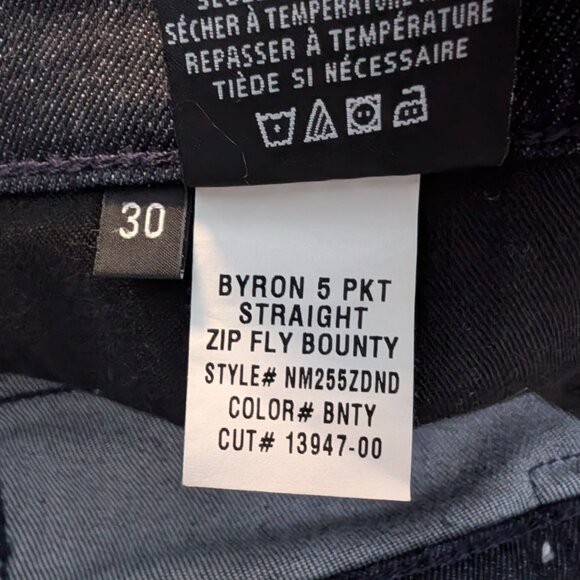 SÉCHER À TEMPÉRATURE
REPASSER À TEMPÉRATURE
TIÈDE SI NÉCESSAIRE
30
BYRON 5 PKT
STRAIGHT
ZIP FLY BOUNTY
STYLE# NM255ZDND
COLOR# BNTY
CUT# 13947-00